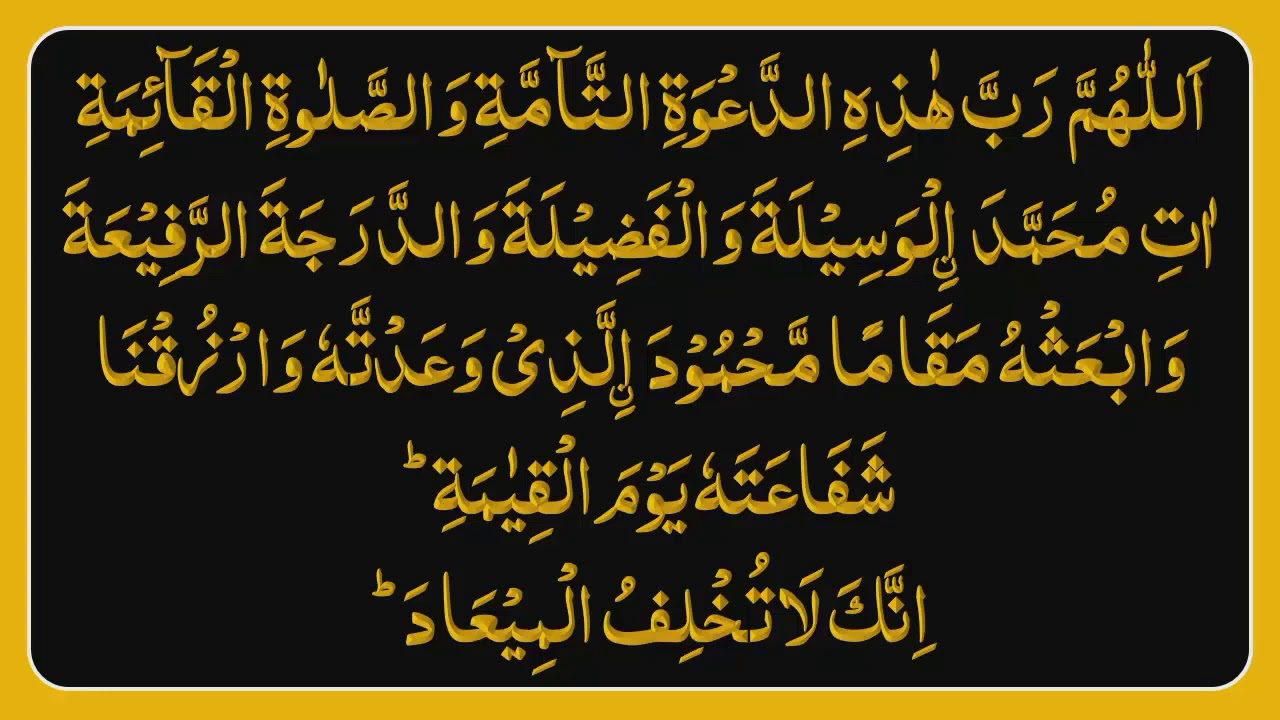 اَللّٰهُمَّ رَبَّ هٰذِهِ الدَّعْوَةِ التَّآمَّةِ وَالصَّلٰوةِ الْقَآئِمَةِ
اٰتِ مُحَمَّدَ اِ۟لْوَسِيْلَةَ وَالْفَضِيْلَةَ وَالدَّرَجَةَ الرَّفِيْعَةَ
وَابْعَثْهُ مَقَامًا مَّحْمُوْدَ اِ۟لَّذِىْ وَعَدْتَّهٗ وَارْزُقْنَا
شَفَاعَتَهٗ يَوْمَ الْقِيٰمَةِ ؕ
اِنَّكَ لَا تُخْلِفُ الْمِيْعَادَ ؕ